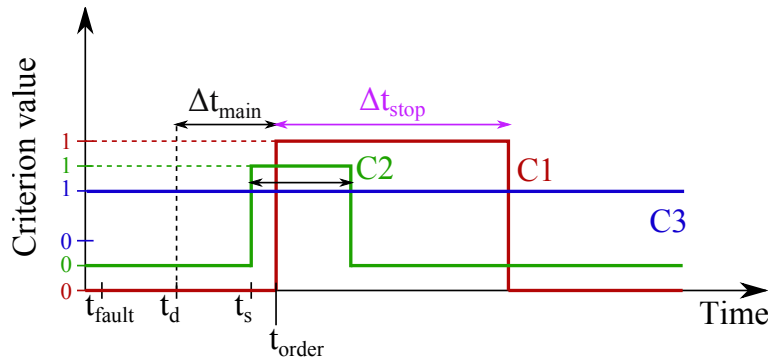 Criterion value
Δt_main
Δt_stop
1
1
1
0
0
0
C2
C1
C3
t_fault
t_d
t_s
t_order
Time